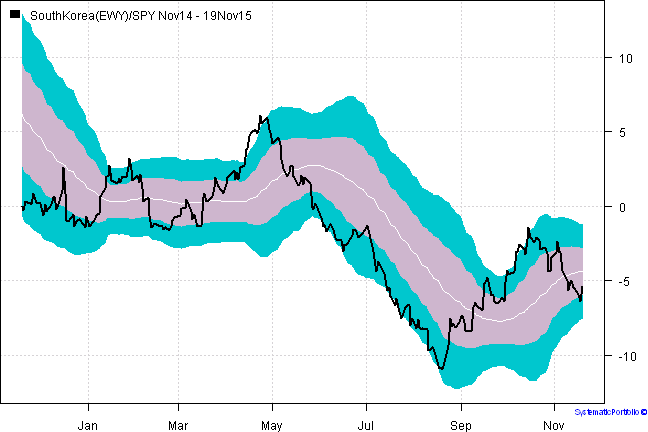 SouthKorea(EWY)/SPY Nov14 - 19Nov15
10
5
0
-5
-10
Jan Mar May Jul Sep Nov
SystematicPortfolio ©